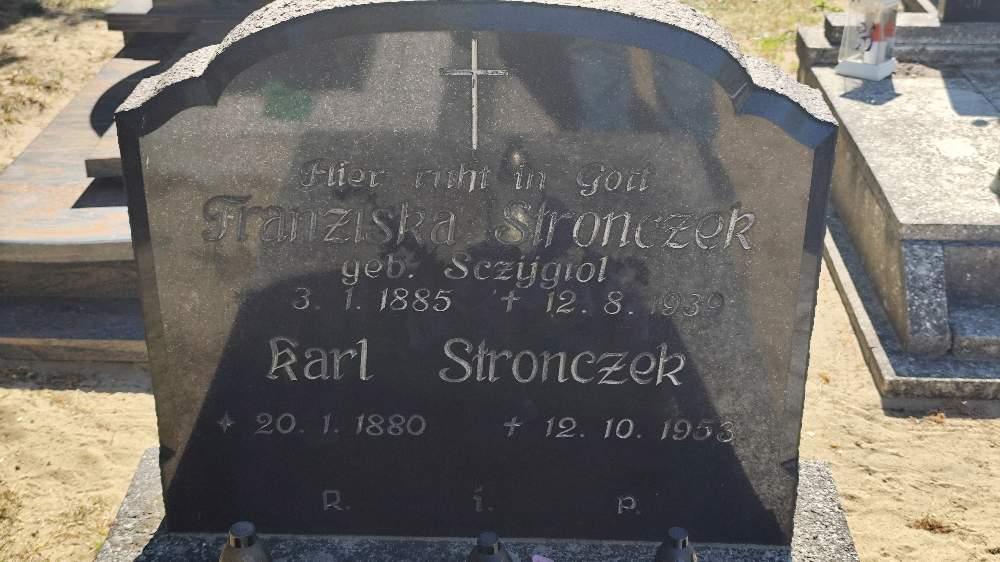 Hier ruht in Gott
Franziska Stronczek
geb. Sczijgiol
3. 1. 1885 † 12. 8. 1939
Karl Stronczek
* 20. 1. 1880 † 12. 10. 1953
R. i. p.